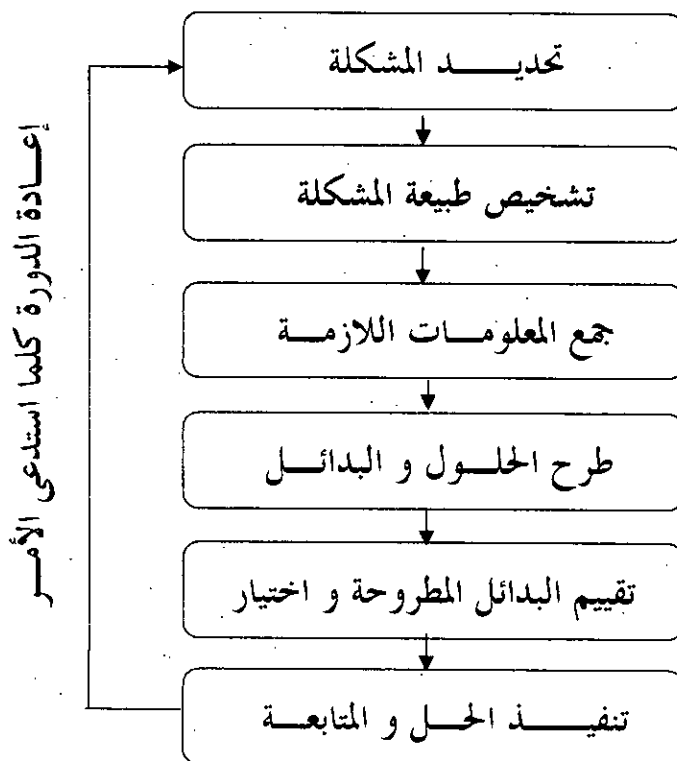 تحديد المشكلة
تشخيص طبيعة المشكلة
جمع المعلومات اللازمة
طرح الحلول و البدائل
تقييم البدائل المطروحة و اختيار
تنفيذ الحل و المتابعة
إعادة الدورة كلما استدعى الأمر